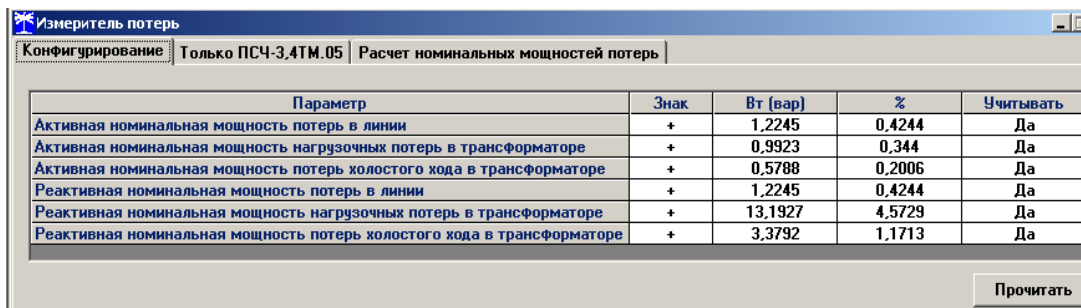 Измеритель потерь
Конфигурирование Только ПСЧ-3,4ТМ.05 Расчет номинальных мощностей потерь
Параметр Знак Вт (вар) % Учитывать
Активная номинальная мощность потерь в линии + 1,2245 0,4244 Да
Активная номинальная мощность нагрузочных потерь в трансформаторе + 0,9923 0,344 Да
Активная номинальная мощность потерь холостого хода в трансформаторе + 0,5788 0,2006 Да
Реактивная номинальная мощность потерь в линии + 1,2245 0,4244 Да
Реактивная номинальная мощность нагрузочных потерь в трансформаторе + 13,1927 4,5729 Да
Реактивная номинальная мощность потерь холостого хода в трансформаторе + 3,3792 1,1713 Да
Прочитать